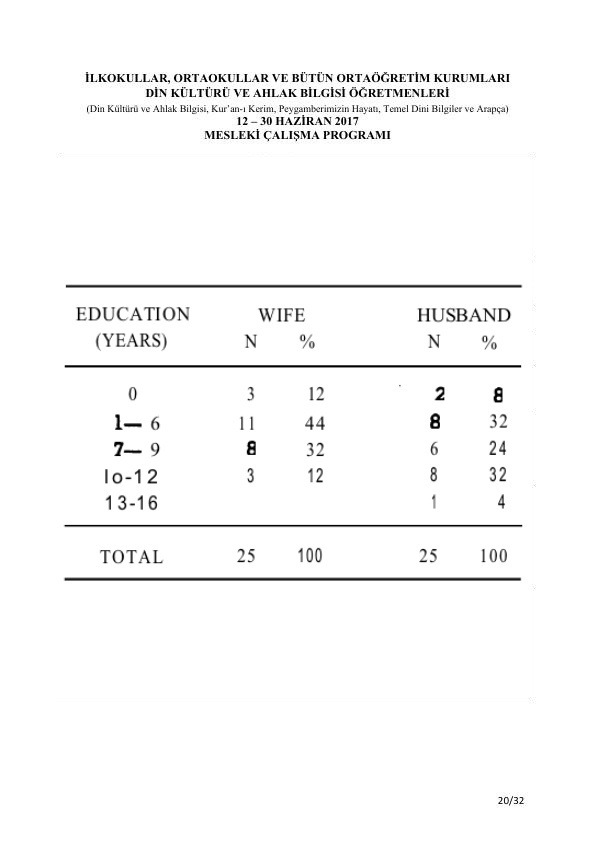 İLKOKULLAR, ORTAOKULLAR VE BÜTÜN ORTAÖĞRETİM KURUMLARI
DİN KÜLTÜRÜ VE AHLAK BİLGİSİ ÖĞRETMENLERİ
(Din Kültürü ve Ahlak Bilgisi, Kur'an-ı Kerim, Peygamberimizin Hayatı, Temel Dini Bilgiler ve Arapça)
12 – 30 HAZİRAN 2017
MESLEKİ ÇALIŞMA PROGRAMI
EDUCATION WIFE HUSBAND
(YEARS) N % N %
0 3 12 2 8
1— 6 11 44 8 32
7— 9 8 32 6 24
lo-12 3 12 8 32
13-16 1 4
TOTAL 25 100 25 100
20/32